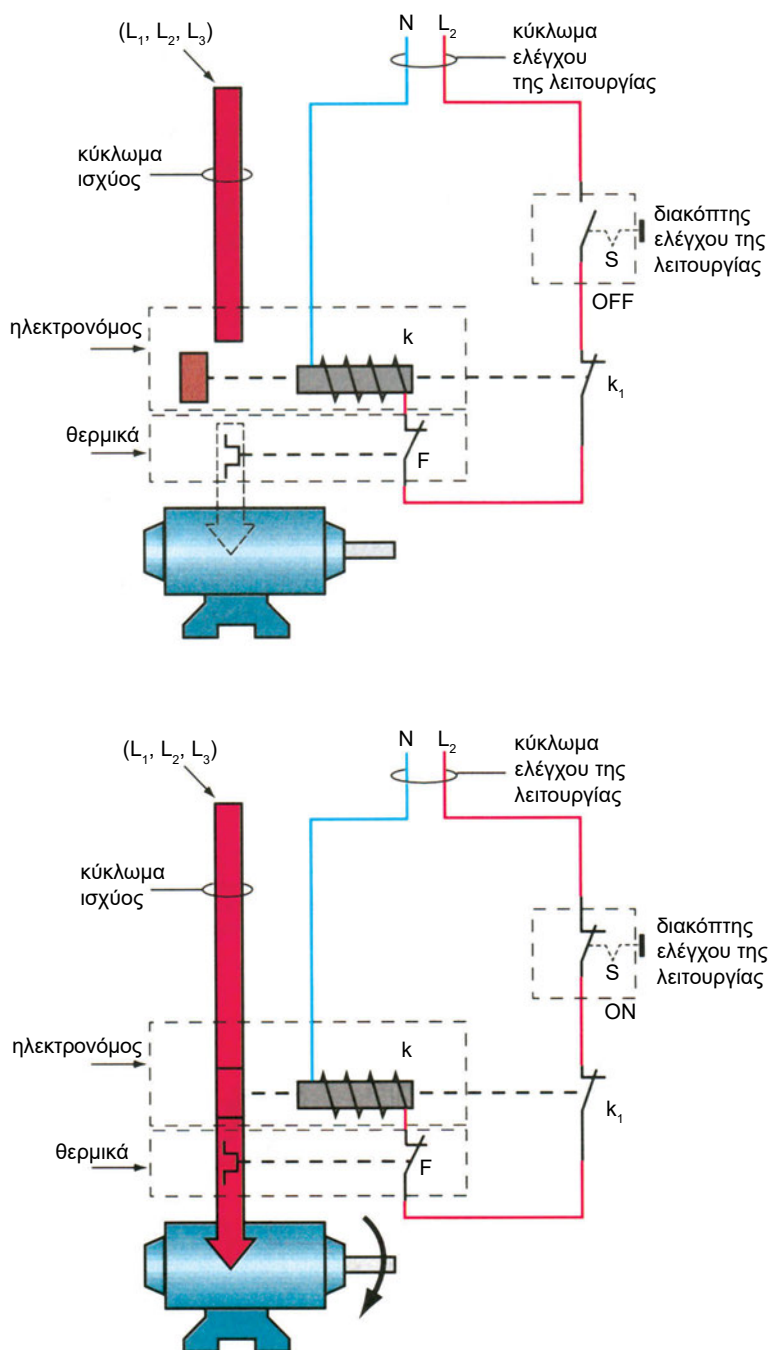 (L₁, L₂, L₃)
N L₂
κύκλωμα
ελέγχου
της λειτουργίας
κύκλωμα
ισχύος
διακόπτης
ελέγχου της
λειτουργίας
S
OFF
ηλεκτρονόμος
k
k₁
θερμικά
F
(L₁, L₂, L₃)
N L₂
κύκλωμα
ελέγχου της
λειτουργίας
κύκλωμα
ισχύος
διακόπτης
ελέγχου της
λειτουργίας
S
ON
ηλεκτρονόμος
k
k₁
θερμικά
F